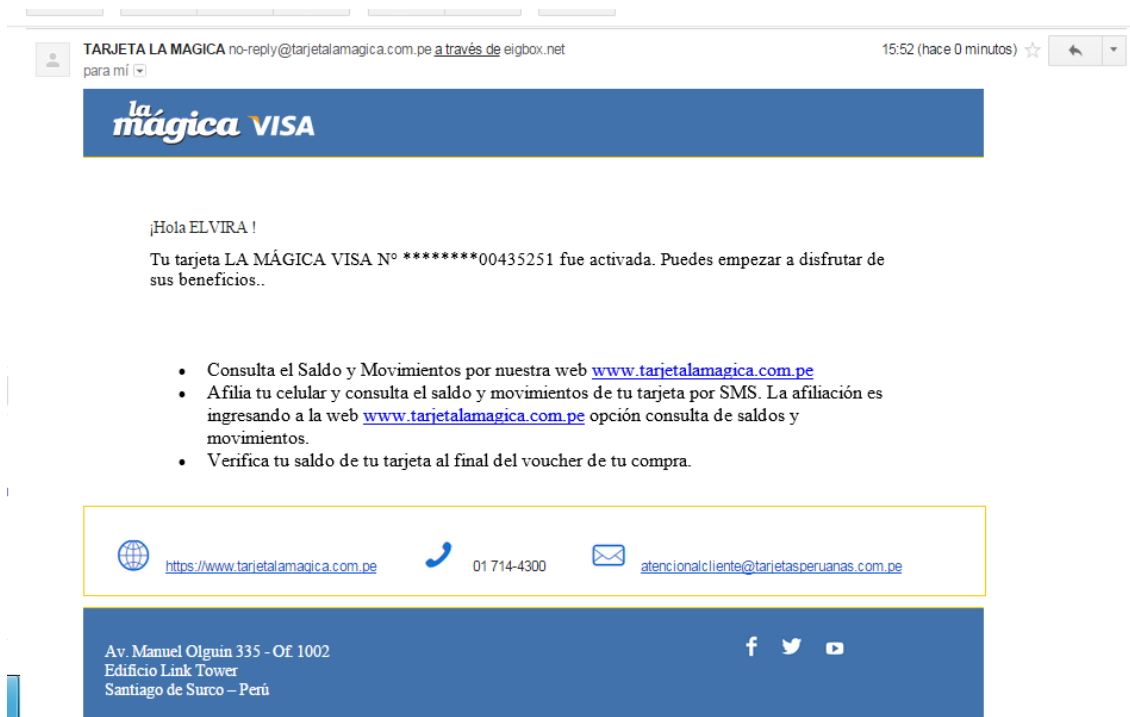 TARJETA LA MAGICA no-reply@tarjetalamagica.com.pe a través de eigbox.net
15:52 (hace 0 minutos)
para mí
la mágica VISA
¡Hola ELVIRA !
Tu tarjeta LA MÁGICA VISA N° ********00435251 fue activada. Puedes empezar a disfrutar de
sus beneficios..
• Consulta el Saldo y Movimientos por nuestra web www.tarjetalamagica.com.pe
• Afilia tu celular y consulta el saldo y movimientos de tu tarjeta por SMS. La afiliación es
ingresando a la web www.tarjetalamagica.com.pe opción consulta de saldos y
movimientos.
• Verifica tu saldo de tu tarjeta al final del voucher de tu compra.
https://www.tarjetalamagica.com.pe
01 714-4300
atencionalcliente@tarjetasperuanas.com.pe
Av. Manuel Olguin 335 - Of. 1002
Edificio Link Tower
Santiago de Surco – Perú